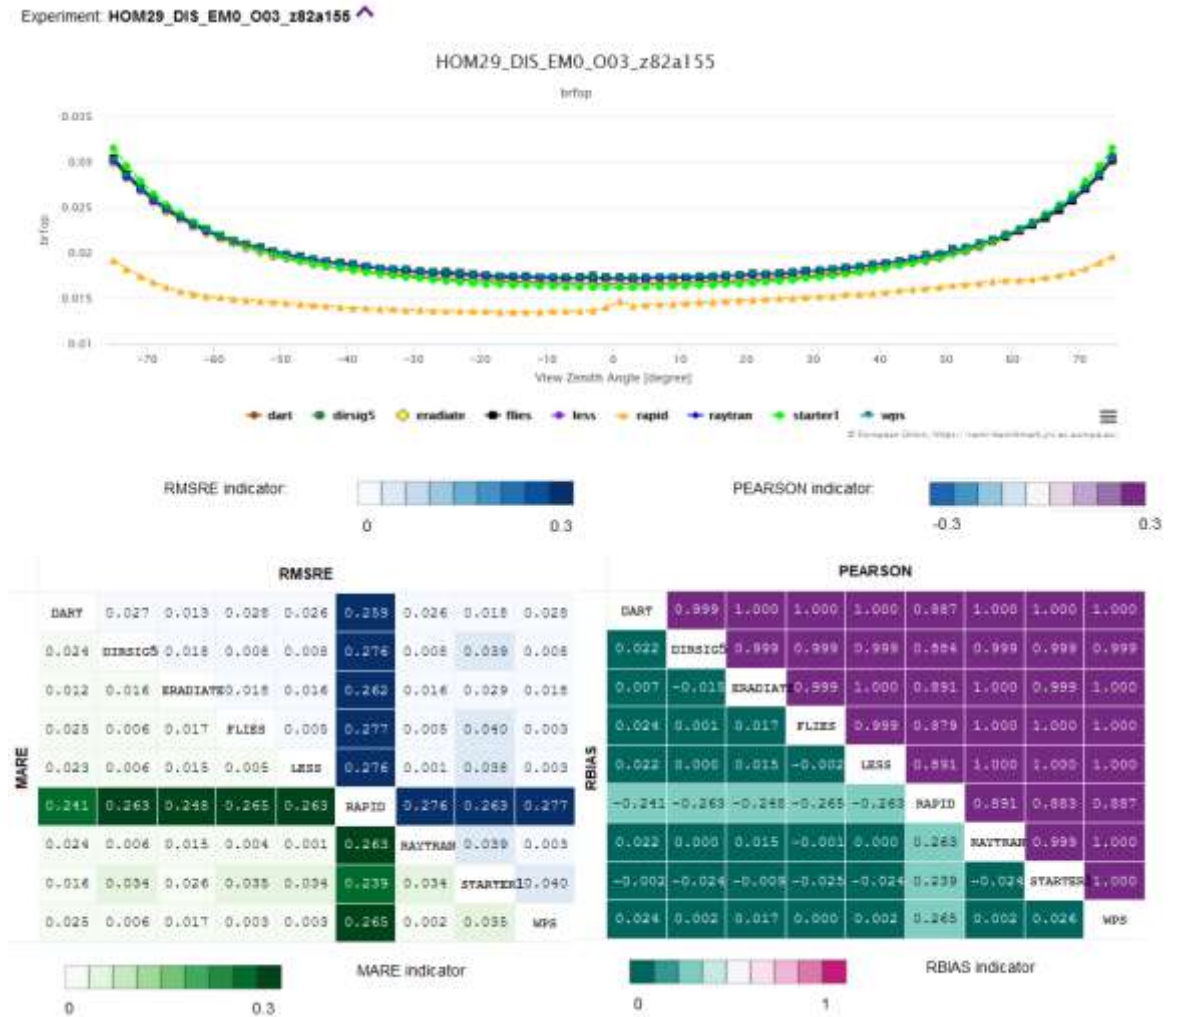 Experiment: HOM29_DIS_EM0_O03_z82a155
HOM29_DIS_EM0_O03_z82a155
brfop
0.035
0.03
0.025
0.02
0.015
0.01
brfop
-70 -60 -50 -40 -30 -20 -10 0 10 20 30 40 50 60 70
View Zenith Angle [degree]
dart dirsig5 eradiate flies less rapid raytran starter1 wps
© European Union,
RMSRE indicator:
0 0.3
PEARSON indicator:
-0.3 0.3
RMSRE
DART 0.027 0.013 0.028 0.026 0.259 0.026 0.018 0.028
0.024 DIRSIG5 0.018 0.008 0.008 0.276 0.008 0.039 0.008
0.012 0.016 ERADIATE 0.018 0.016 0.262 0.016 0.029 0.018
0.025 0.006 0.017 FLIES 0.005 0.277 0.005 0.040 0.003
0.023 0.006 0.015 0.005 LESS 0.276 0.001 0.038 0.003
0.241 0.263 0.248 0.265 0.263 RAPID 0.276 0.263 0.277
0.024 0.006 0.015 0.004 0.001 0.263 RAYTRAN 0.039 0.003
0.016 0.034 0.026 0.035 0.034 0.239 0.034 STARTER1 0.040
0.025 0.006 0.017 0.003 0.003 0.265 0.002 0.035 WPS
MARE
PEARSON
DART 0.999 1.000 1.000 1.000 0.887 1.000 1.000 1.000
0.022 DIRSIG5 0.999 0.999 0.999 0.884 0.999 0.999 0.999
0.007 -0.015 ERADIATE 0.999 1.000 0.891 1.000 0.999 1.000
0.024 0.001 0.017 FLIES 0.999 0.879 1.000 1.000 1.000
0.022 0.000 0.015 -0.002 LESS 0.891 1.000 1.000 1.000
-0.241 -0.263 -0.248 -0.265 -0.263 RAPID 0.891 0.883 0.887
0.022 0.000 0.015 -0.001 0.000 0.263 RAYTRAN 0.999 1.000
-0.002 -0.024 -0.009 -0.025 -0.024 0.239 -0.024 STARTER1 1.000
0.024 0.002 0.017 0.000 0.002 0.265 0.002 0.026 WPS
RBIAS
MARE indicator
0 0.3
RBIAS indicator
0 1